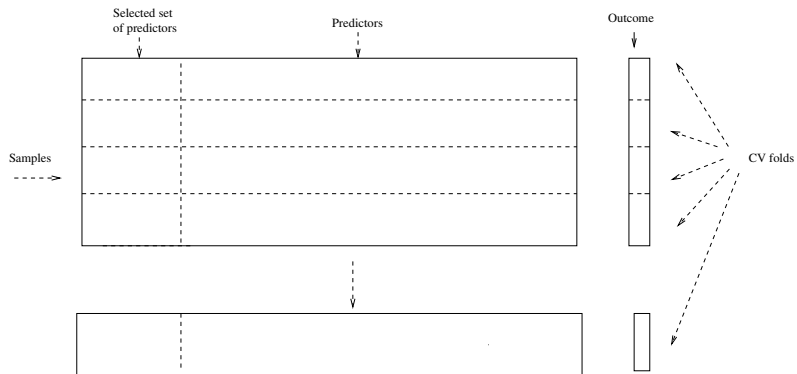 Selected set
of predictors
Predictors
Outcome
Samples
CV folds